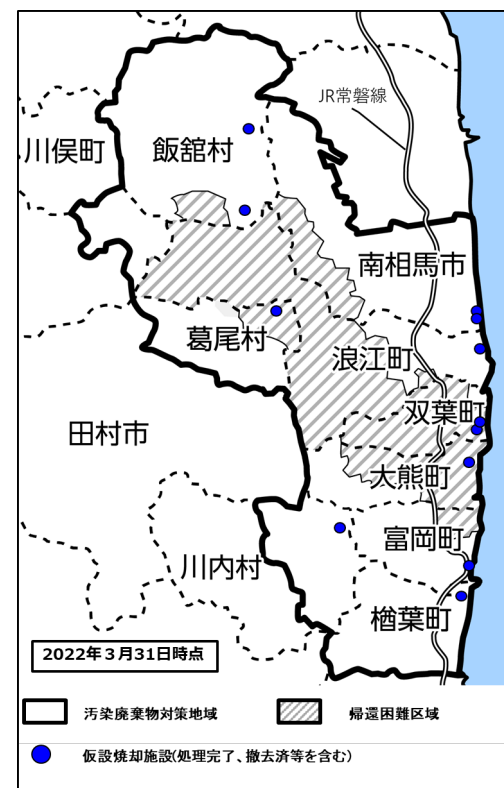 JR常磐線
川俣町
飯舘村
南相馬市
葛尾村
浪江町
双葉町
田村市
大熊町
富岡町
川内村
楢葉町
2022年3月31日時点
汚染廃棄物対策地域
帰還困難区域
仮設焼却施設(処理完了、撤去済等を含む)